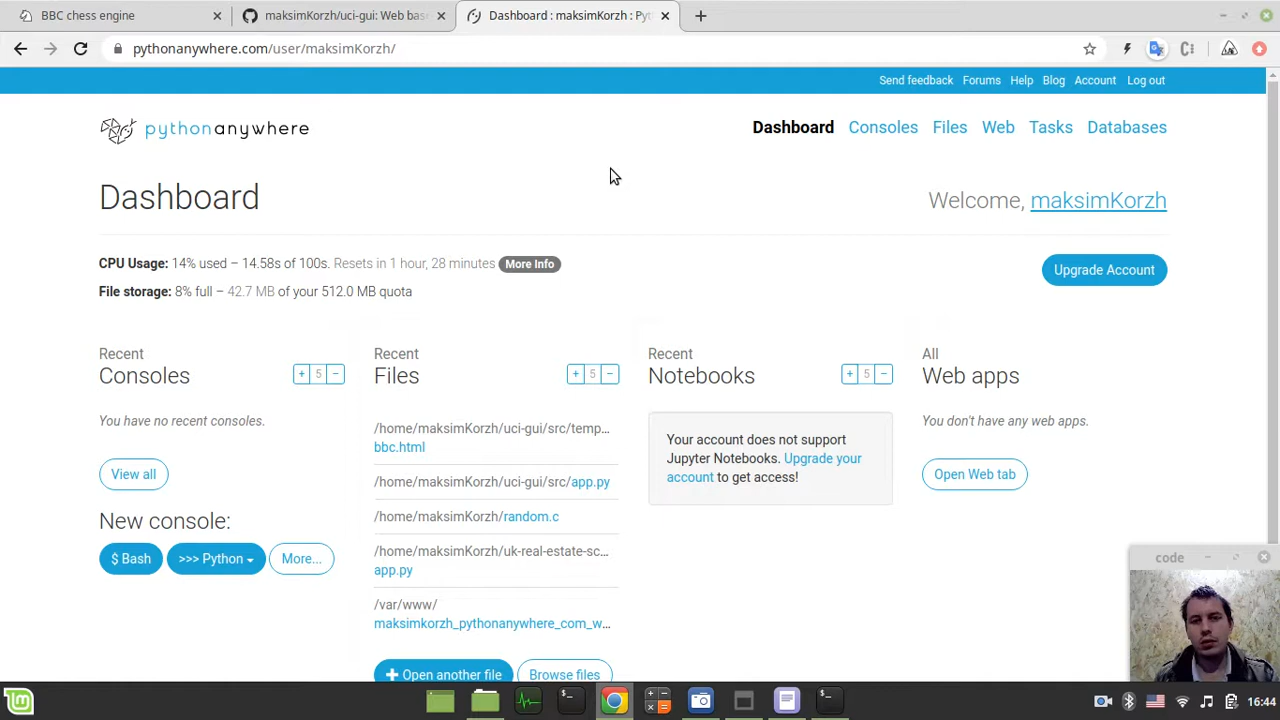 BBC chess engine
maksimKorzh/uci-gui: Web bas
Dashboard : maksimKorzh : Pyt
pythonanywhere.com/user/maksimKorzh/
Send feedback Forums Help Blog Account Log out
pythonanywhere
Dashboard Consoles Files Web Tasks Databases
Dashboard
Welcome, maksimKorzh
CPU Usage: 14% used – 14.58s of 100s. Resets in 1 hour, 28 minutes More Info
File storage: 8% full – 42.7 MB of your 512.0 MB quota
Upgrade Account
Recent
Consoles
+ 5 −
You have no recent consoles.
View all
New console:
$ Bash >>> Python More...
Recent
Files
+ 5 −
/home/maksimKorzh/uci-gui/src/temp...
bbc.html
/home/maksimKorzh/uci-gui/src/app.py
/home/maksimKorzh/random.c
/home/maksimKorzh/uk-real-estate-sc...
app.py
/var/www/
maksimkorzh_pythonanywhere_com_w...
+ Open another file Browse files
Recent
Notebooks
+ 5 −
Your account does not support
Jupyter Notebooks. Upgrade your
account to get access!
All
Web apps
You don't have any web apps.
Open Web tab
code
16:44